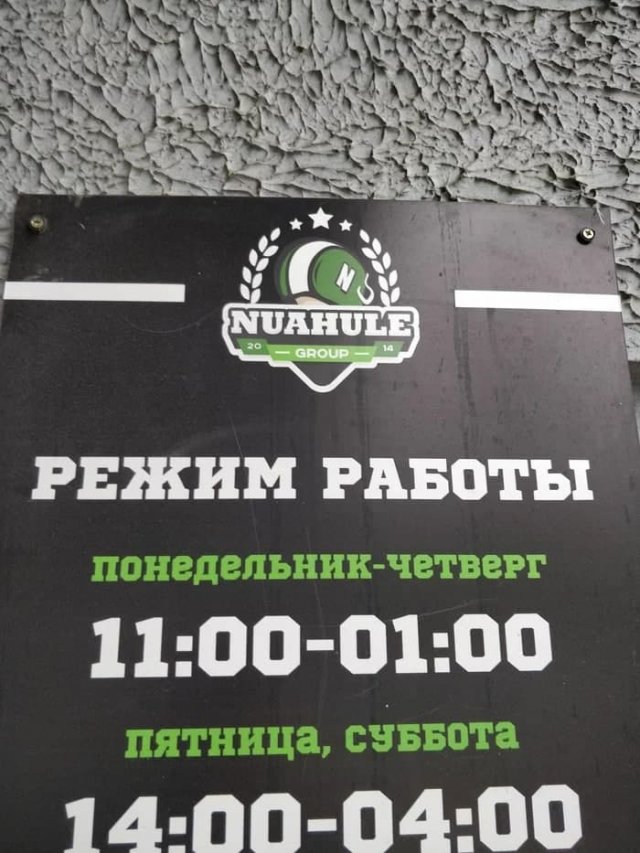 N
NUAHULE
20 GROUP 14
РЕЖИМ РАБОТЫ
ПОНЕДЕЛЬНИК-ЧЕТВЕРГ
11:00-01:00
ПЯТНИЦА, СУББОТА
14:00-04:00